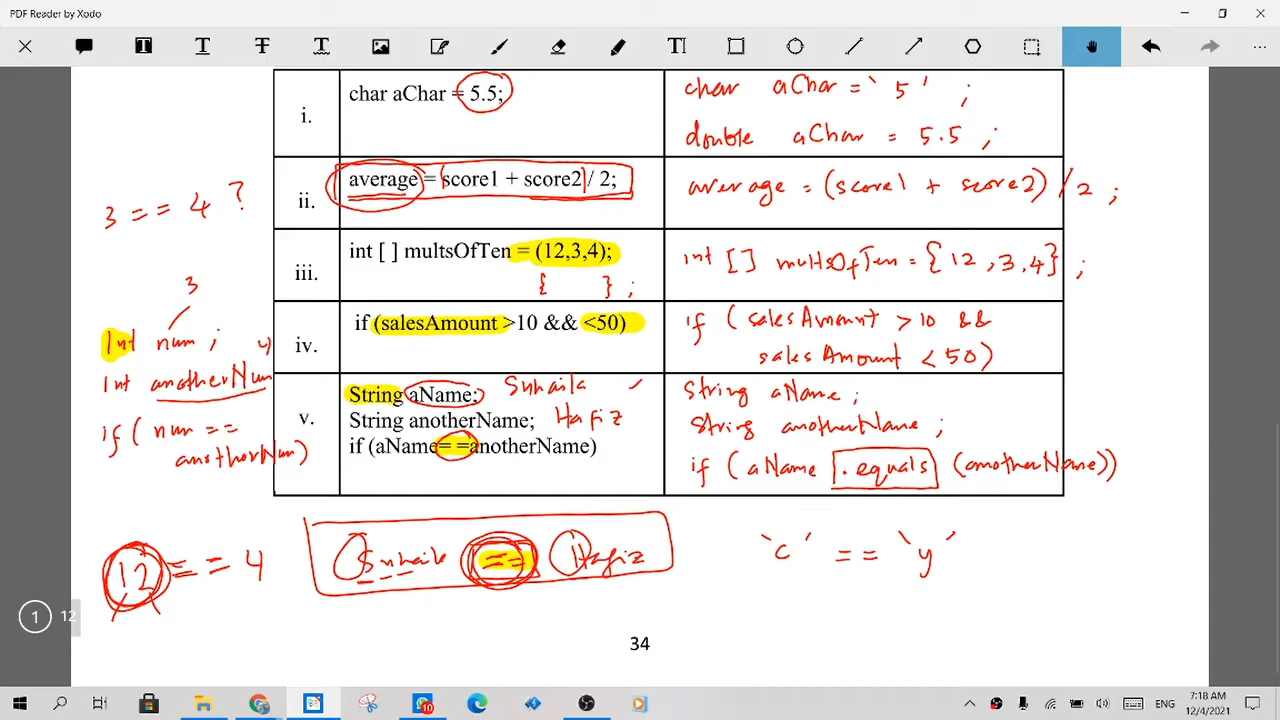 PDF Reader by Xodo
i.
char aChar = 5.5;
char aChar = '5' ;
double aChar = 5.5 ;
ii.
average = score1 + score2 / 2;
average = (score1 + score2) / 2 ;
3 == 4 ?
iii.
int [ ] multsOfTen = (12,3,4);
{ } ;
int [] multsOfTen = {12, 3, 4} ;
3
Int num ;
Int anotherNum
if ( num ==
anotherNum)
iv.
if (salesAmount >10 && <50)
if ( salesAmount > 10 &&
salesAmount < 50)
v.
String aName; Suhaila
String anotherName; Hafiz
if (aName= =anotherName)
String aName ;
String anotherName ;
if ( aName .equals (anotherName))
12 == 4
Suhaila == Hafiz
'c' == 'y'
1
12
34
10
7:18 AM
12/4/2021